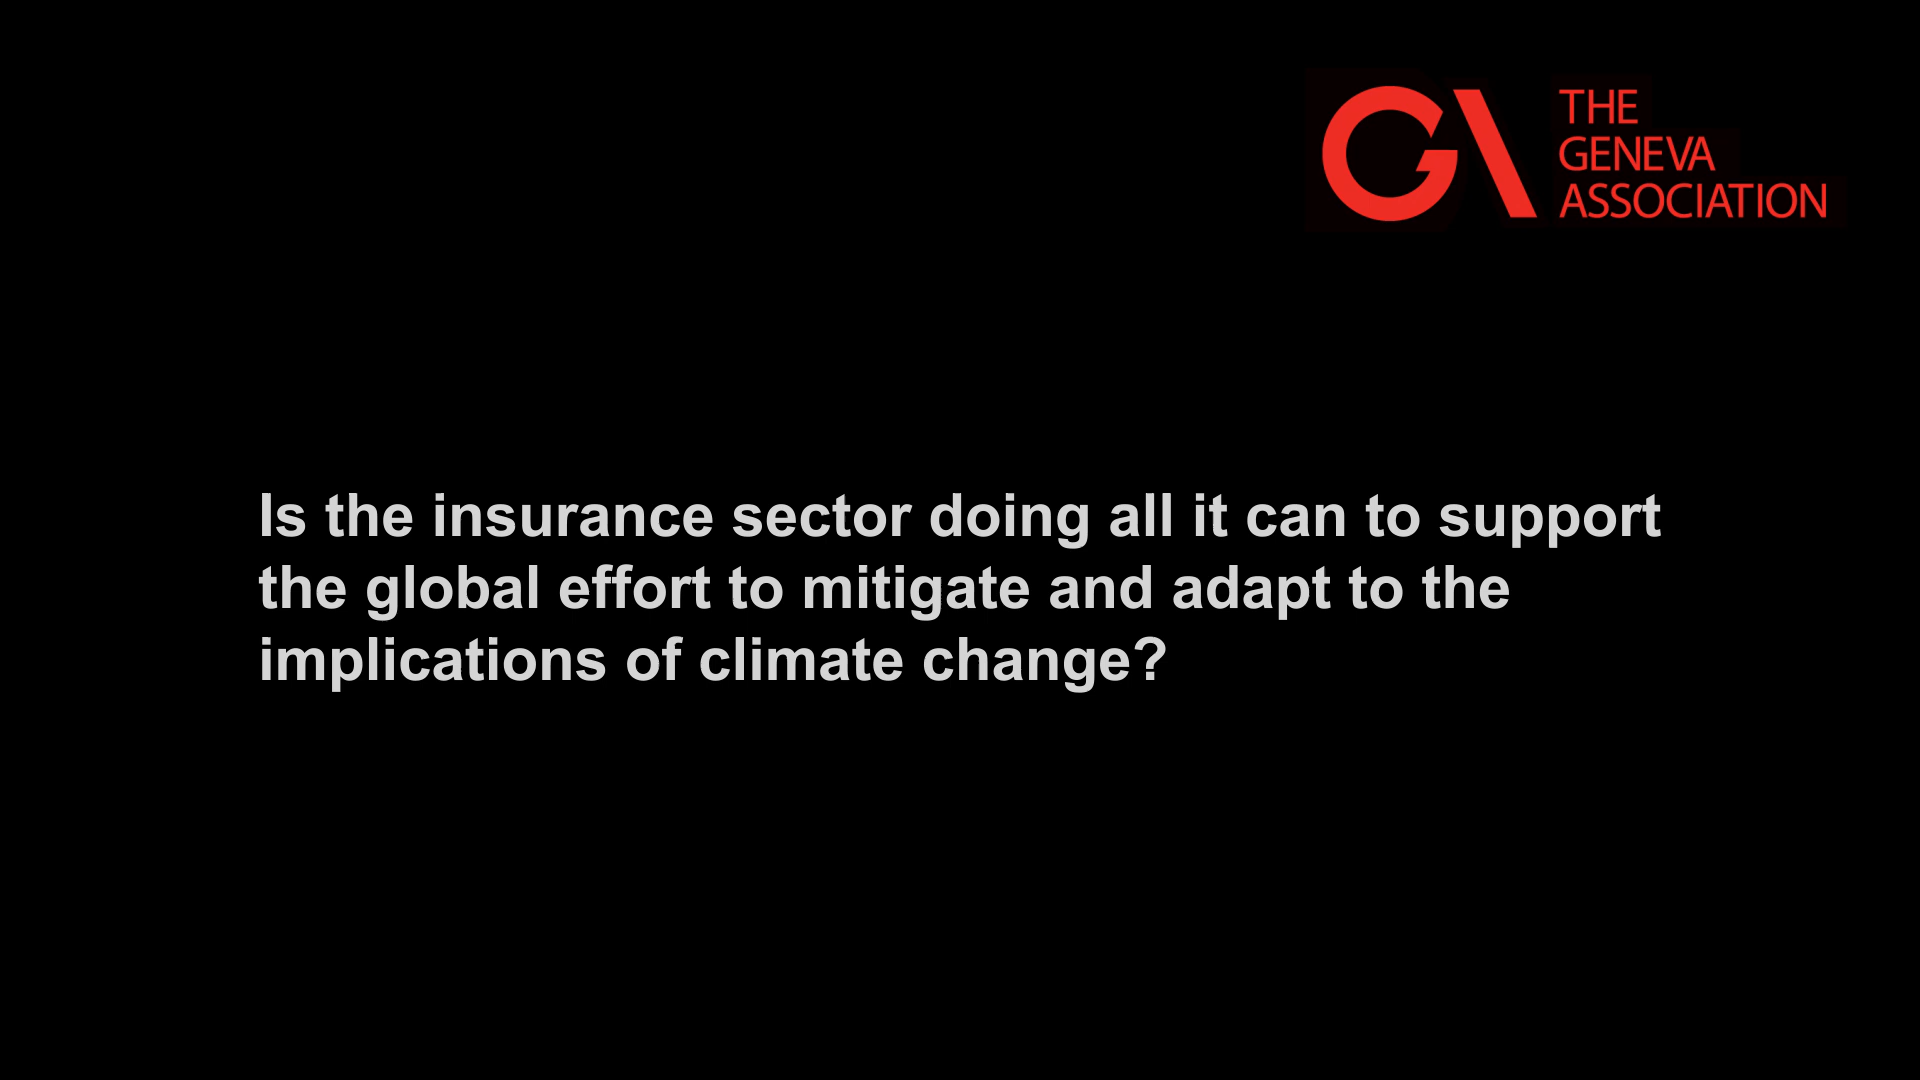 THE
GENEVA
ASSOCIATION
Is the insurance sector doing all it can to support
the global effort to mitigate and adapt to the
implications of climate change?